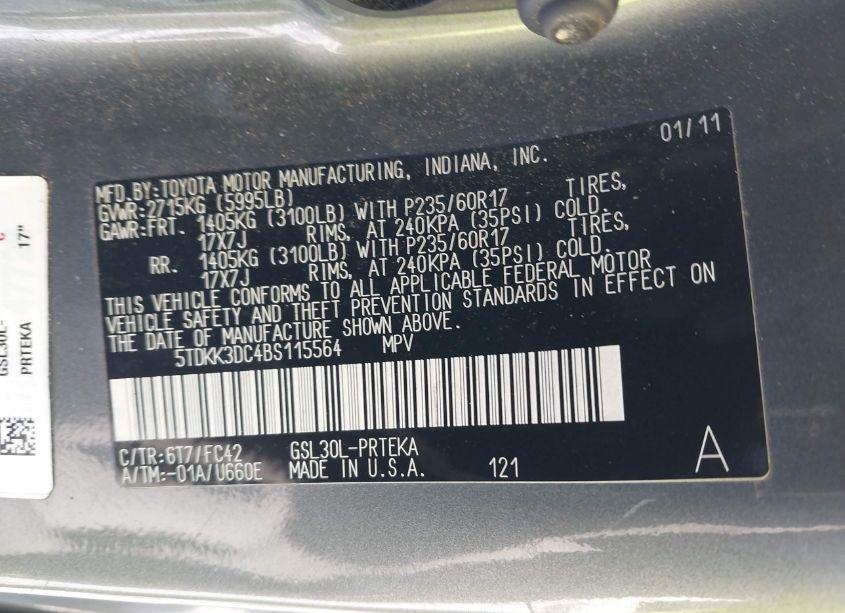 01/11
MFD.BY:TOYOTA MOTOR MANUFACTURING, INDIANA, INC.
GVWR:2715KG (5995LB)
GAWR:FRT. 1405KG (3100LB) WITH P235/60R17 TIRES,
17X7J RIMS, AT 240KPA (35PSI) COLD.
RR. 1405KG (3100LB) WITH P235/60R17 TIRES,
17X7J RIMS, AT 240KPA (35PSI) COLD.
THIS VEHICLE CONFORMS TO ALL APPLICABLE FEDERAL MOTOR
VEHICLE SAFETY AND THEFT PREVENTION STANDARDS IN EFFECT ON
THE DATE OF MANUFACTURE SHOWN ABOVE.
5TDKK3DC4BS115564 MPV
C/TR:6T7/FC42 GSL30L-PRTEKA
A/TM:-01A/U660E MADE IN U.S.A. 121
A
17"
GSL30L-
PRTEKA